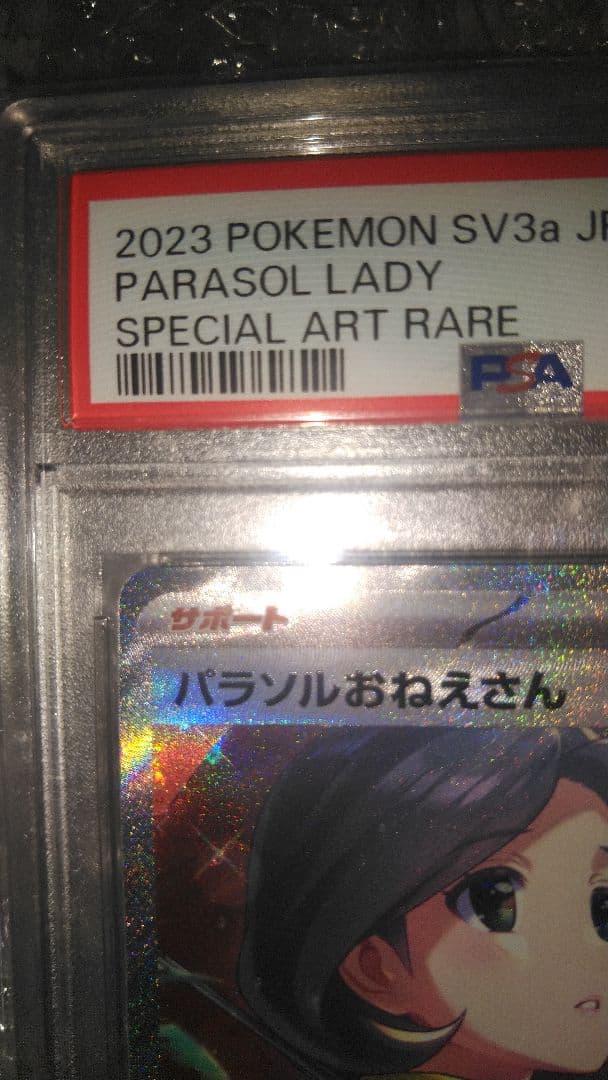 2023 POKEMON SV3a
PARASOL LADY
SPECIAL ART RARE
PSA
サポート
パラソルおねえさん